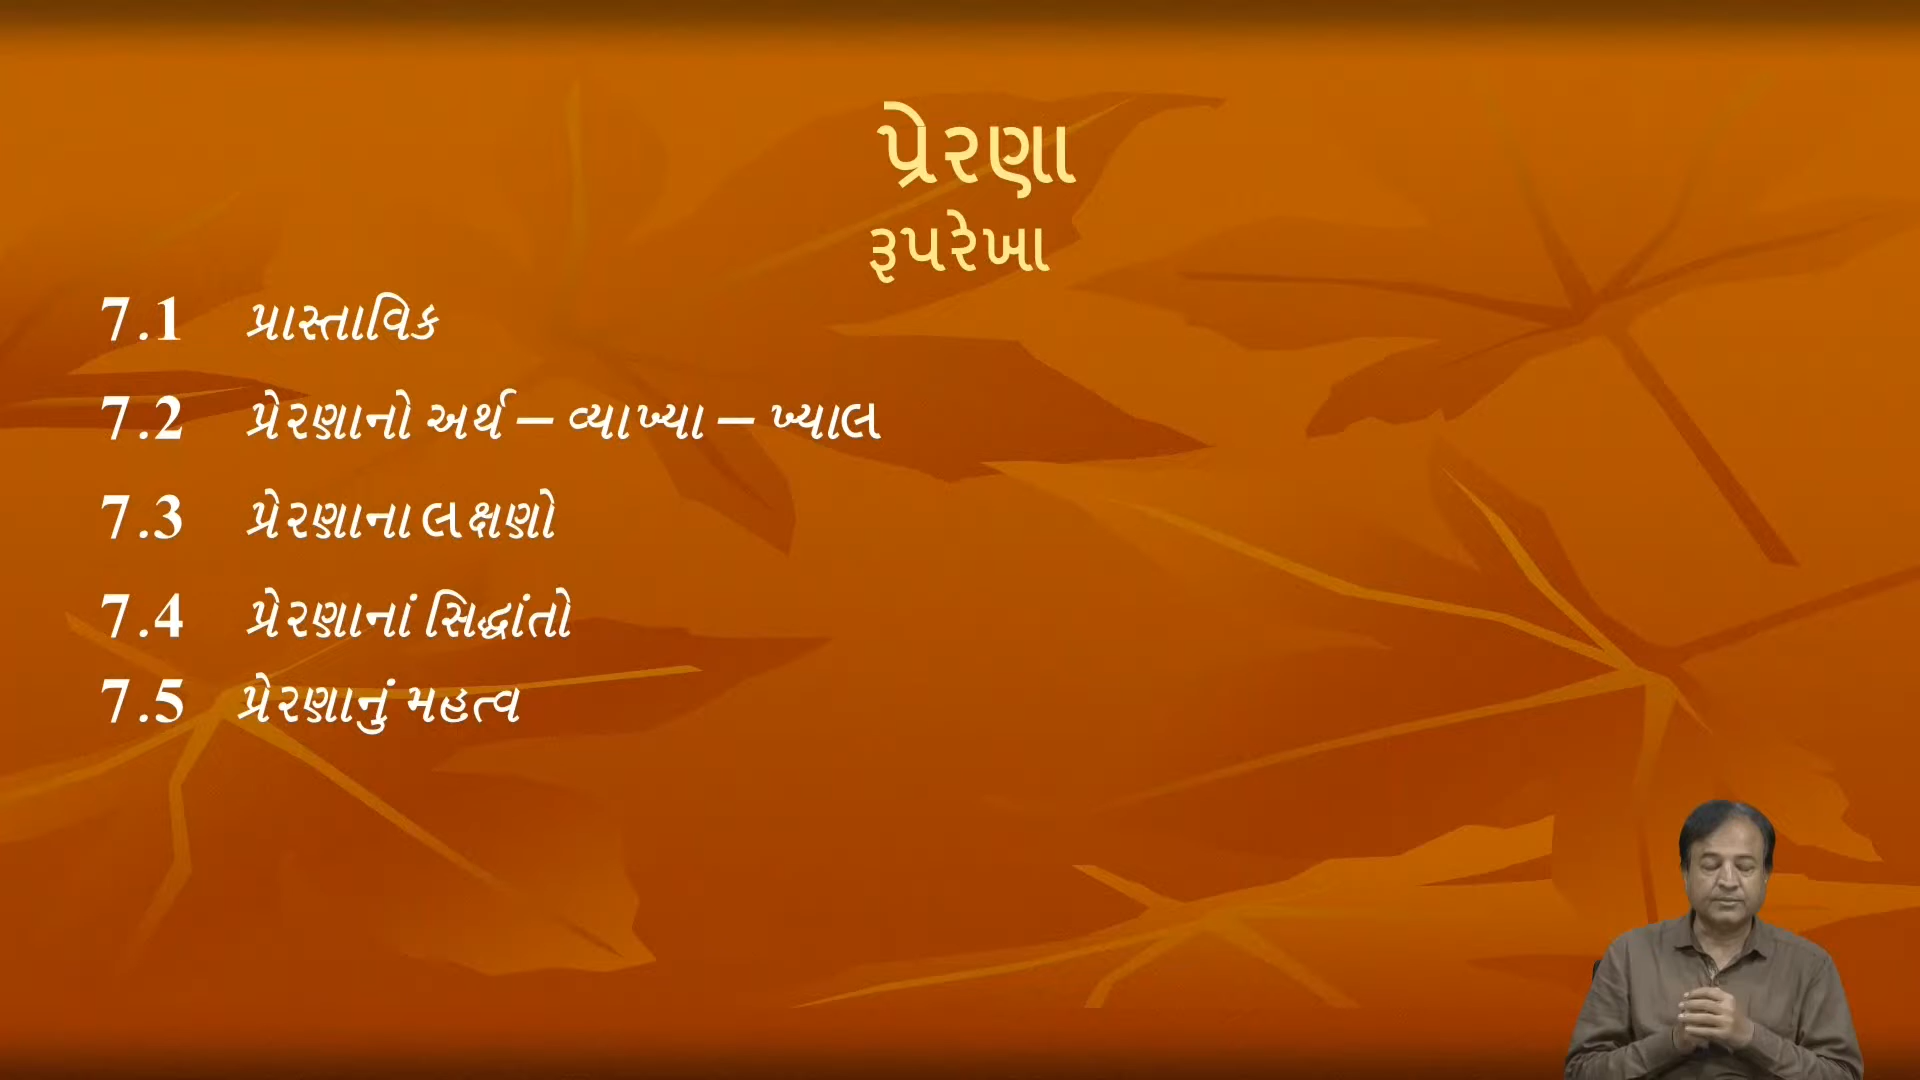 પ્રેરણા
રૂપરેખા
7.1 પ્રાસ્તાવિક
7.2 પ્રેરણાનો અર્થ – વ્યાખ્યા – ખ્યાલ
7.3 પ્રેરણાના લક્ષણો
7.4 પ્રેરણાનાં સિદ્ધાંતો
7.5 પ્રેરણાનું મહત્વ